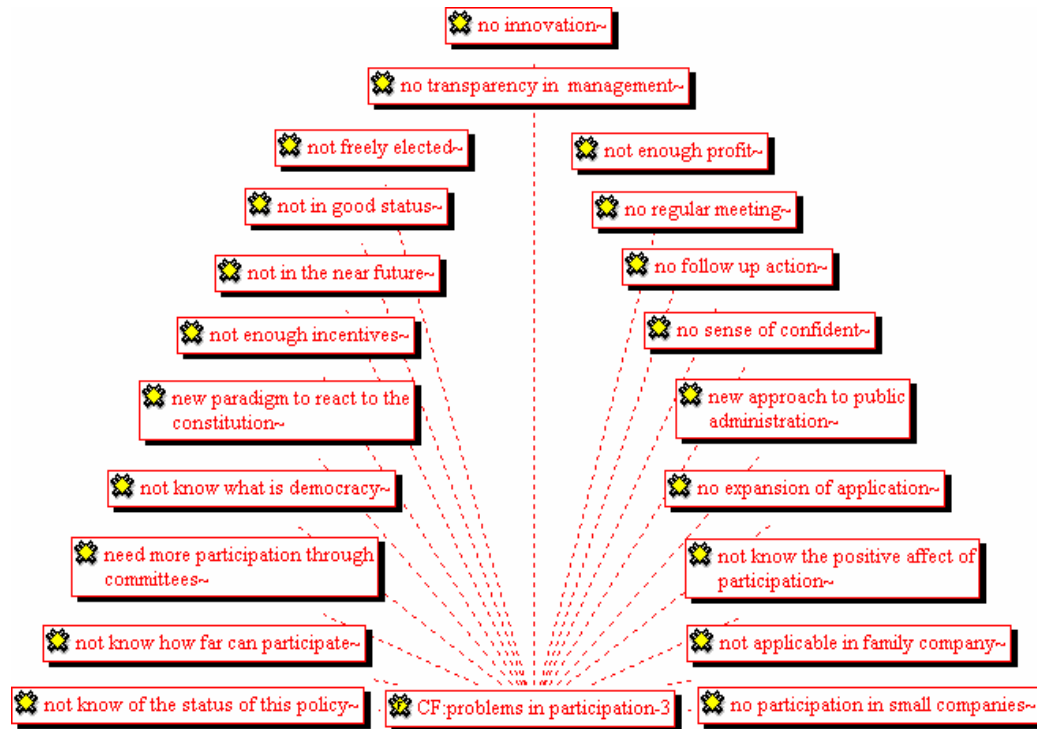 no innovation~
no transparency in management~
not freely elected~
not enough profit~
not in good status~
no regular meeting~
not in the near future~
no follow up action~
not enough incentives~
no sense of confident~
new paradigm to react to the
constitution~
new approach to public
administration~
not know what is democracy~
no expansion of application~
need more participation through
committees~
not know the positive affect of
participation~
not know how far can participate~
not applicable in family company~
not know of the status of this policy~
CF:problems in participation-3
no participation in small companies~